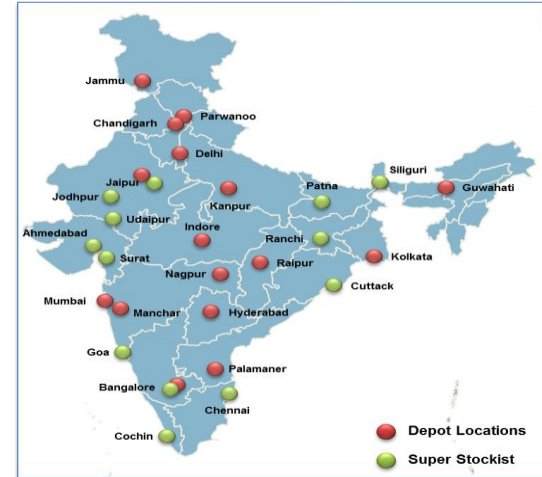 Jammu
Parwanoo
Chandigarh
Delhi
Jaipur
Siliguri
Patna
Guwahati
Jodhpur
Kanpur
Udaipur
Indore
Ahmedabad
Ranchi
Surat
Kolkata
Raipur
Nagpur
Cuttack
Mumbai
Manchar
Hyderabad
Goa
Palamaner
Bangalore
Chennai
Cochin
Depot Locations
Super Stockist